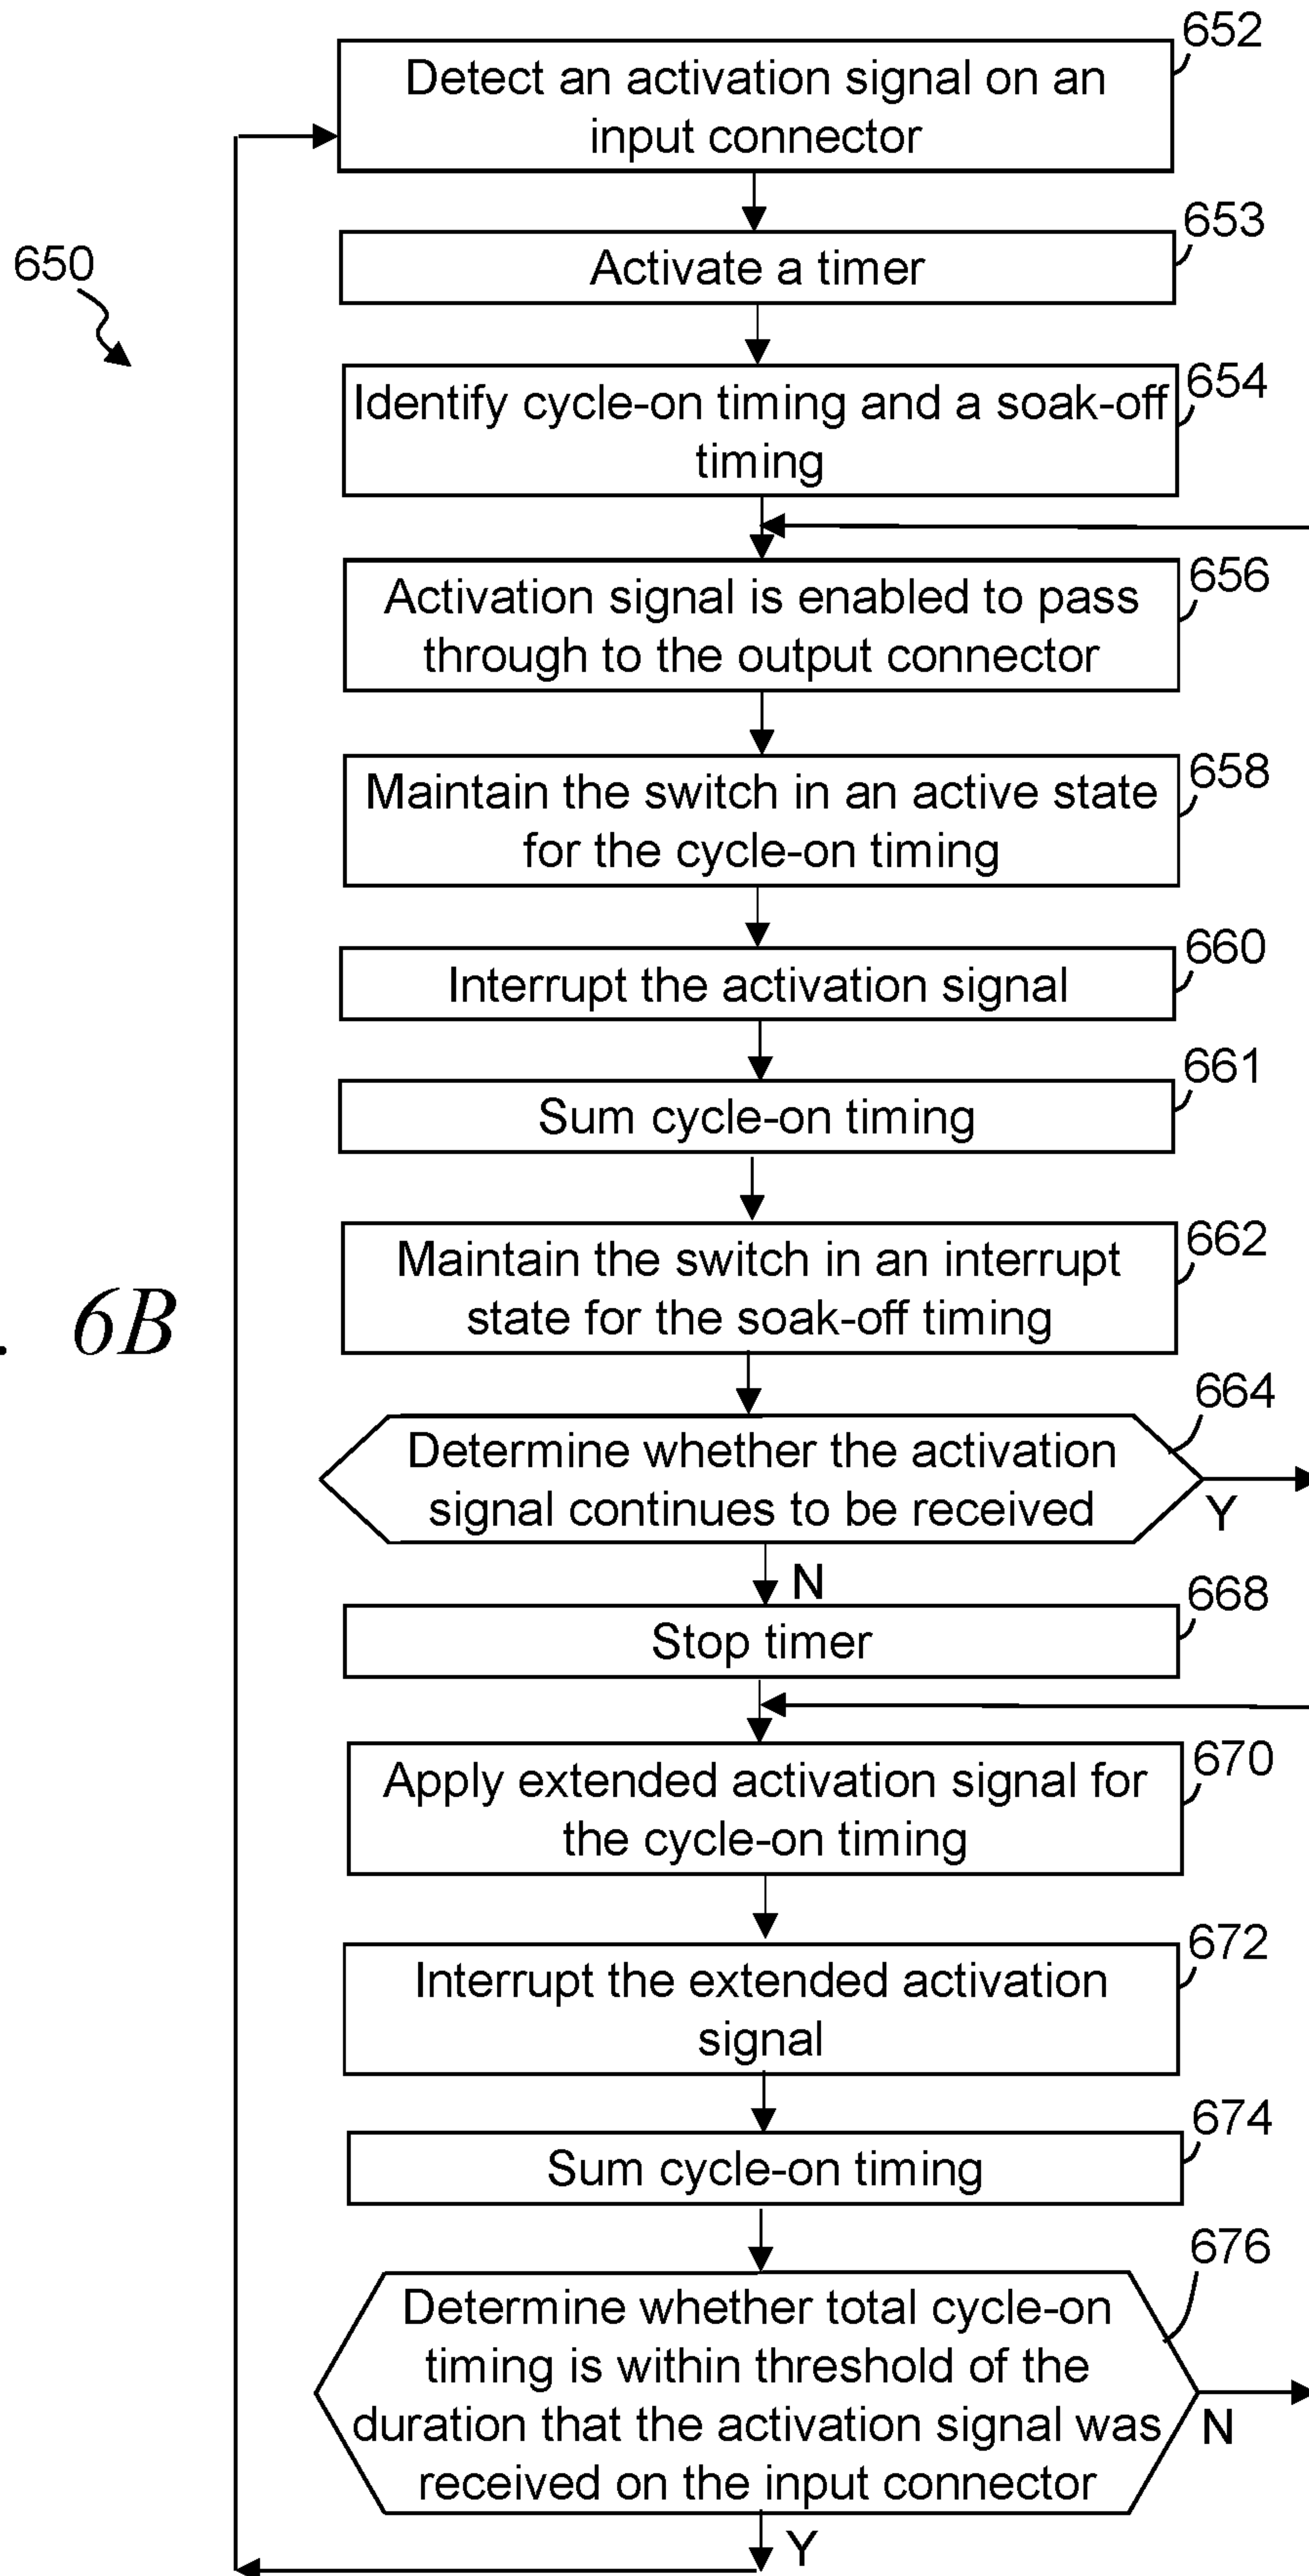 652
Detect an activation signal on an
input connector
653
Activate a timer
650
654
Identify cycle-on timing and a soak-off
timing
656
Activation signal is enabled to pass
through to the output connector
658
Maintain the switch in an active state
for the cycle-on timing
660
Interrupt the activation signal
661
Sum cycle-on timing
662
Maintain the switch in an interrupt
state for the soak-off timing
. 6B
664
Determine whether the activation
signal continues to be received
Y
N
668
Stop timer
670
Apply extended activation signal for
the cycle-on timing
672
Interrupt the extended activation
signal
674
Sum cycle-on timing
676
Determine whether total cycle-on
timing is within threshold of the
duration that the activation signal was
received on the input connector
N
Y